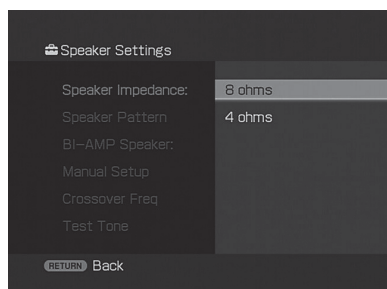 Speaker Settings
Speaker Impedance: 8 ohms
Speaker Pattern 4 ohms
BI-AMP Speaker:
Manual Setup
Crossover Freq
Test Tone
RETURN Back